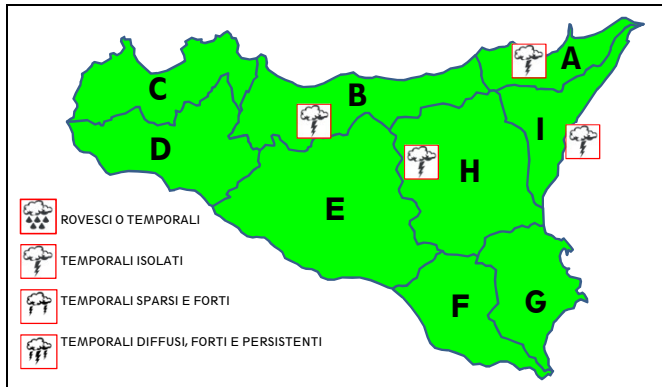 A
B
C
I
D
H
E
ROVESCI O TEMPORALI
TEMPORALI ISOLATI
TEMPORALI SPARSI E FORTI
F
G
TEMPORALI DIFFUSI, FORTI E PERSISTENTI